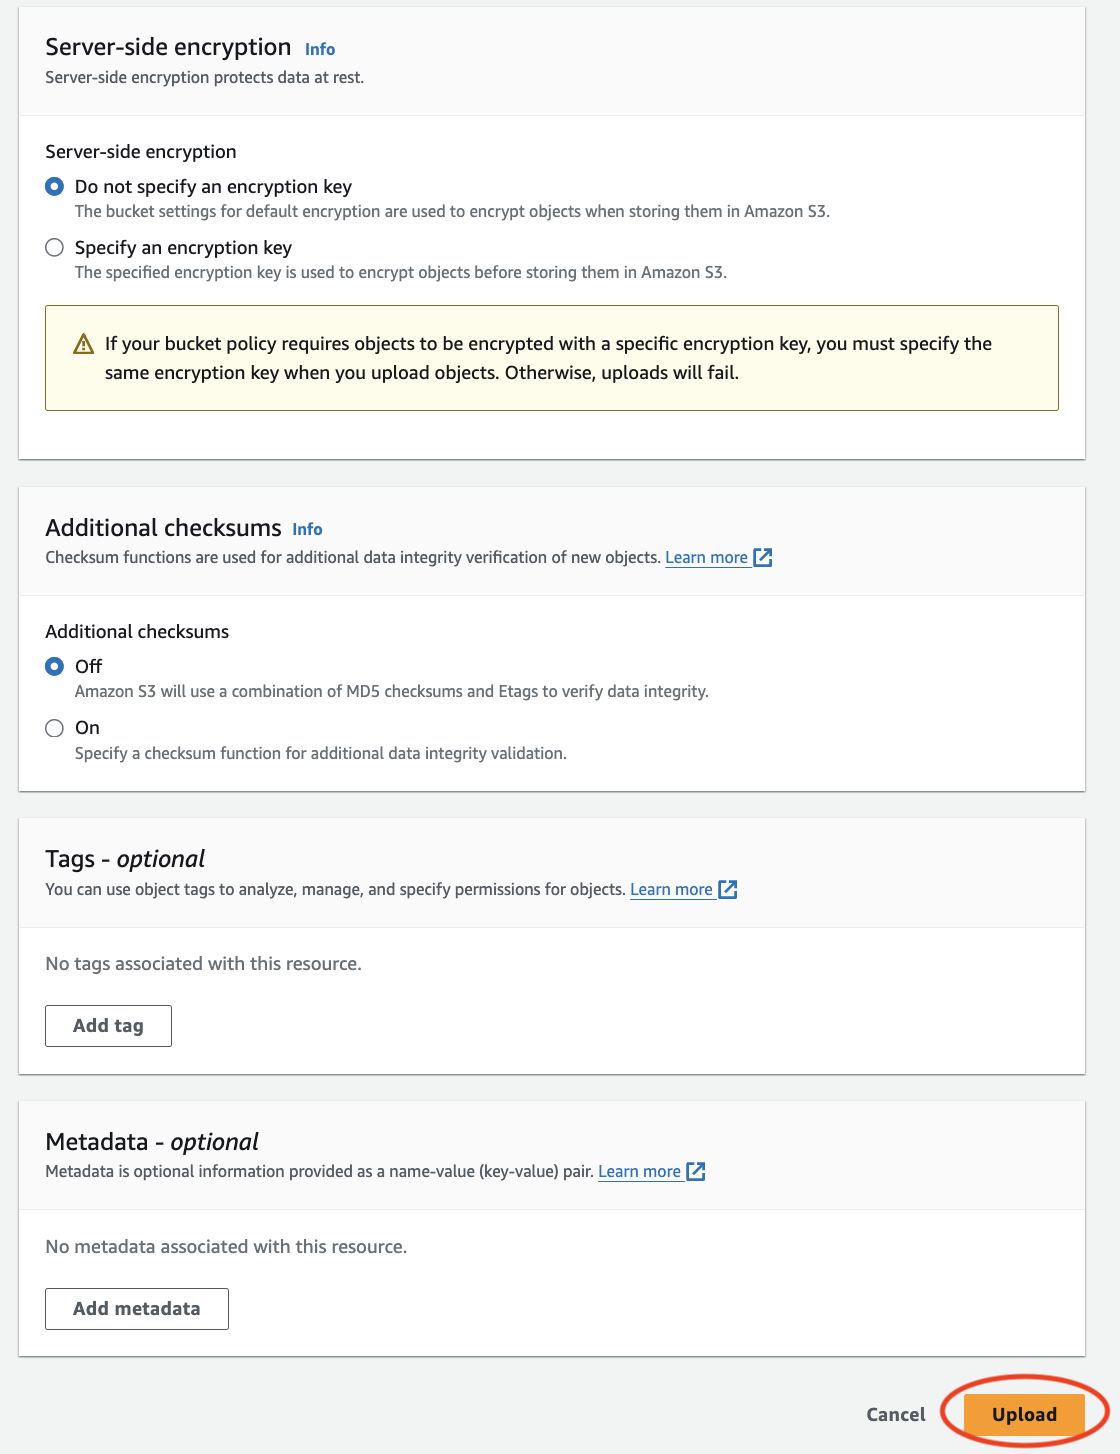 Server-side encryption Info
Server-side encryption protects data at rest.
Server-side encryption
Do not specify an encryption key
The bucket settings for default encryption are used to encrypt objects when storing them in Amazon S3.
Specify an encryption key
The specified encryption key is used to encrypt objects before storing them in Amazon S3.
If your bucket policy requires objects to be encrypted with a specific encryption key, you must specify the
same encryption key when you upload objects. Otherwise, uploads will fail.
Additional checksums Info
Checksum functions are used for additional data integrity verification of new objects. Learn more
Additional checksums
Off
Amazon S3 will use a combination of MD5 checksums and Etags to verify data integrity.
On
Specify a checksum function for additional data integrity validation.
Tags - optional
You can use object tags to analyze, manage, and specify permissions for objects. Learn more
No tags associated with this resource.
Add tag
Metadata - optional
Metadata is optional information provided as a name-value (key-value) pair. Learn more
No metadata associated with this resource.
Add metadata
Cancel Upload